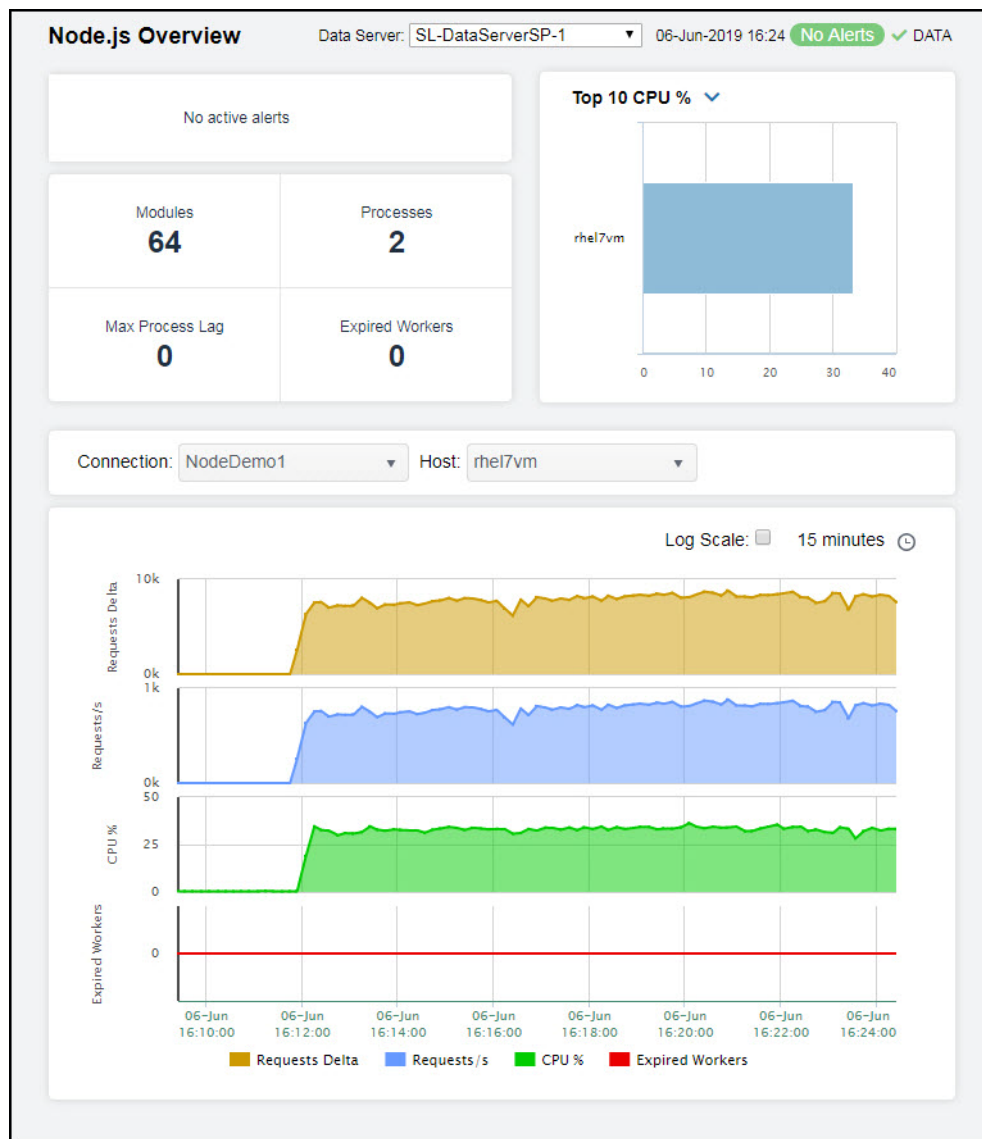 Node.js Overview
Data Server: SL-DataServerSP-1 06-Jun-2019 16:24 No Alerts DATA
No active alerts
Top 10 CPU %
rhel7vm
0 10 20 30 40
Modules Processes
64 2
Max Process Lag Expired Workers
0 0
Connection: NodeDemo1 Host: rhel7vm
Log Scale: 15 minutes
Requests Delta
10k
0k
Requests/s
1k
0k
CPU %
50
25
0
Expired Workers
0
06-Jun 06-Jun 06-Jun 06-Jun 06-Jun 06-Jun 06-Jun 06-Jun
16:10:00 16:12:00 16:14:00 16:16:00 16:18:00 16:20:00 16:22:00 16:24:00
Requests Delta Requests/s CPU % Expired Workers